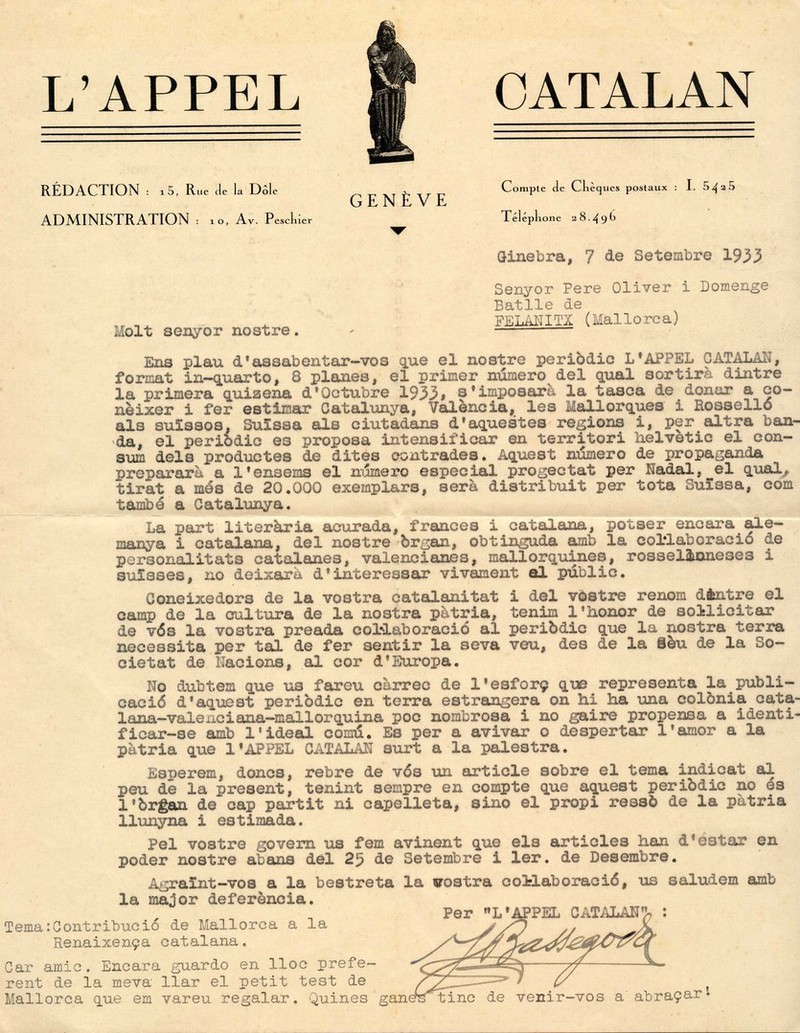 L'APPEL CATALAN
RÉDACTION : 15, Rue de la Dôle
ADMINISTRATION : 10, Av. Peschier
GENÈVE
Compte de Chèques postaux : I. 5425
Téléphone 28.496
Ginebra, 7 de Setembre 1933
Senyor Pere Oliver i Domenge
Batlle de
FELANITX (Mallorca)
Molt senyor nostre.
Ens plau d'assabentar-vos que el nostre periòdic L'APPEL CATALAN,
format in-quarto, 8 planes, el primer número del qual sortirà dintre
la primera quizena d'Octubre 1933, s'imposarà la tasca de donar a co-
nèixer i fer estimar Catalunya, València, les Mallorques i Rosselló
als suïssos, Suïssa als ciutadans d'aquestes regions i, per altra ban-
da, el periòdic es proposa intensificar en territori helvètic el con-
sum dels productes de dites contrades. Aquest número de propaganda
prepararà a l'ensems el número especial progectat per Nadal, el qual,
tirat a més de 20.000 exemplars, serà distribuit per tota Suïssa, com
també a Catalunya.
La part literària acurada, frances i catalana, potser encara ale-
manya i catalana, del nostre òrgan, obtinguda amb la col·laboració de
personalitats catalanes, valencianes, mallorquines, rosselloneses i
suïsses, no deixarà d'interessar vivament el públic.
Coneixedors de la vostra catalanitat i del vostre renom dintre el
camp de la cultura de la nostra pàtria, tenim l'honor de sol·licitar
de vós la vostra preada col·laboració al periòdic que la nostra terra
necessita per tal de fer sentir la seva veu, des de la Sèu de la So-
cietat de Nacions, al cor d'Europa.
No dubtem que us fareu càrrec de l'esforç que representa la publi-
cació d'aquest periòdic en terra estrangera on hi ha una colònia cata-
lana-valenciana-mallorquina poc nombrosa i no gaire propensa a identi-
ficar-se amb l'ideal comú. Es per a avivar o despertar l'amor a la
pàtria que l'APPEL CATALAN surt a la palestra.
Esperem, doncs, rebre de vós un article sobre el tema indicat al
peu de la present, tenint sempre en compte que aquest periòdic no és
l'òrgan de cap partit ni capelleta, sino el propi ressò de la pàtria
llunyna i estimada.
Pel vostre govern us fem avinent que els articles han d'éstar en
poder nostre abans del 25 de Setembre i 1er. de Desembre.
Agraïnt-vos a la bestreta la vostra col·laboració, us saludem amb
la major deferència.
Per "L'APPEL CATALAN" :
J Bassegoda
Tema:Contribució de Mallorca a la
Renaixença catalana.
Car amic. Encara guardo en lloc prefe-
rent de la meva llar el petit test de
Mallorca que em vareu regalar. Quines ganes tinc de venir-vos a abraçar!